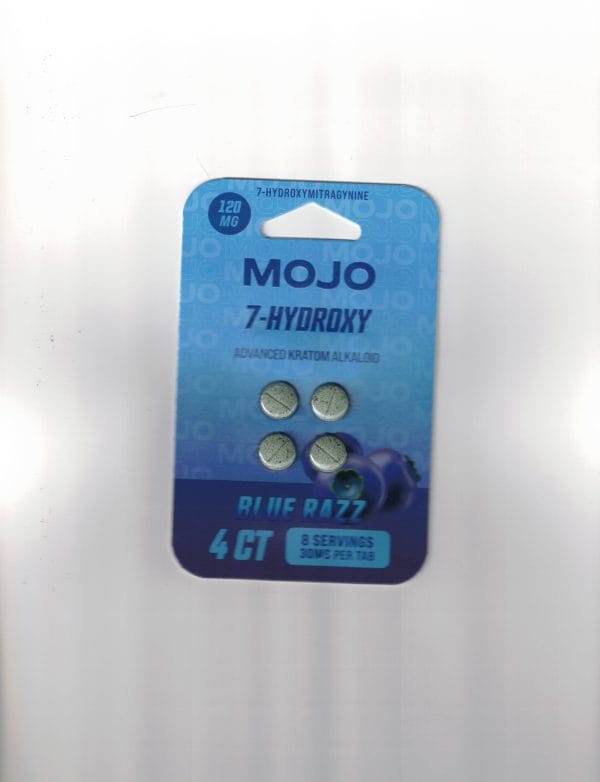 7-HYDROXYMITRAGYNINE
120
MG
MOJO
7-HYDROXY
ADVANCED KRATOM ALKALOID
BLUE RAZZ
4 CT
8 SERVINGS
30MG PER TAB